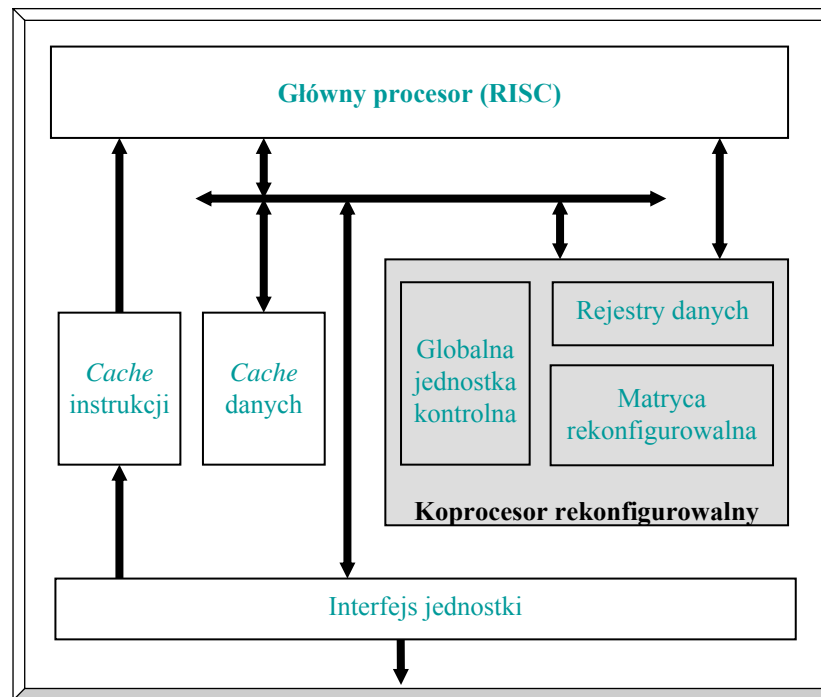 Główny procesor (RISC)
Cache
instrukcji
Cache
danych
Globalna
jednostka
kontrolna
Rejestry danych
Matryca
rekonfigurowalna
Koprocesor rekonfigurowalny
Interfejs jednostki